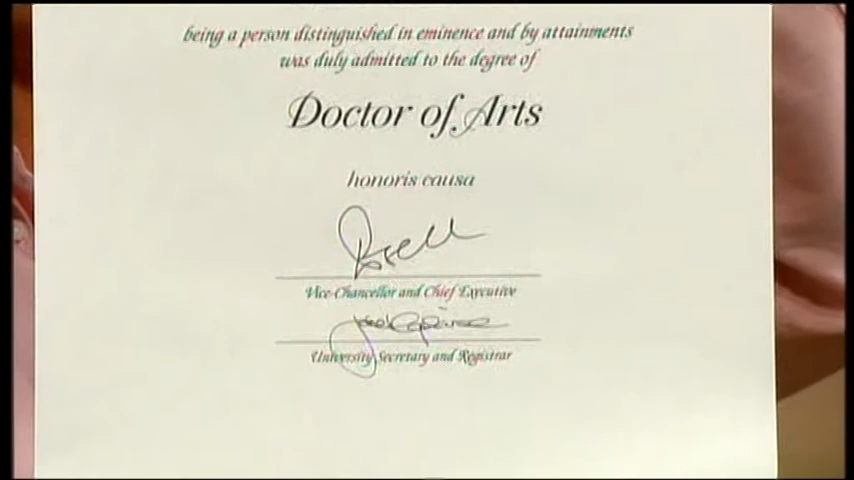 being a person distinguished in eminence and by attainments
was duly admitted to the degree of
Doctor of Arts
honoris causa
Vice-Chancellor and Chief Executive
University Secretary and Registrar